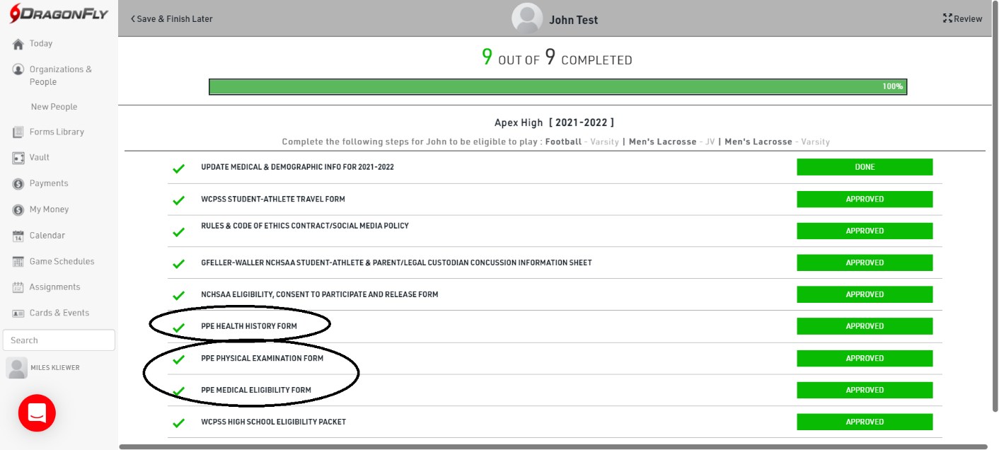 DRAGONFLY
Today
Organizations &
People
New People
Forms Library
Vault
Payments
My Money
Calendar
Game Schedules
Assignments
Cards & Events
Search
MILES KLIEWER
Save & Finish Later
John Test
Review
9 OUT OF 9 COMPLETED
100%
Apex High [ 2021-2022 ]
Complete the following steps for John to be eligible to play : Football - Varsity | Men's Lacrosse - JV | Men's Lacrosse - Varsity
UPDATE MEDICAL & DEMOGRAPHIC INFO FOR 2021-2022 DONE
WCPSS STUDENT-ATHLETE TRAVEL FORM APPROVED
RULES & CODE OF ETHICS CONTRACT/SOCIAL MEDIA POLICY APPROVED
GFELLER-WALLER NCHSAA STUDENT-ATHLETE & PARENT/LEGAL CUSTODIAN CONCUSSION INFORMATION SHEET APPROVED
NCHSAA ELIGIBILITY, CONSENT TO PARTICIPATE AND RELEASE FORM APPROVED
PPE HEALTH HISTORY FORM APPROVED
PPE PHYSICAL EXAMINATION FORM APPROVED
PPE MEDICAL ELIGIBILITY FORM APPROVED
WCPSS HIGH SCHOOL ELIGIBILITY PACKET APPROVED